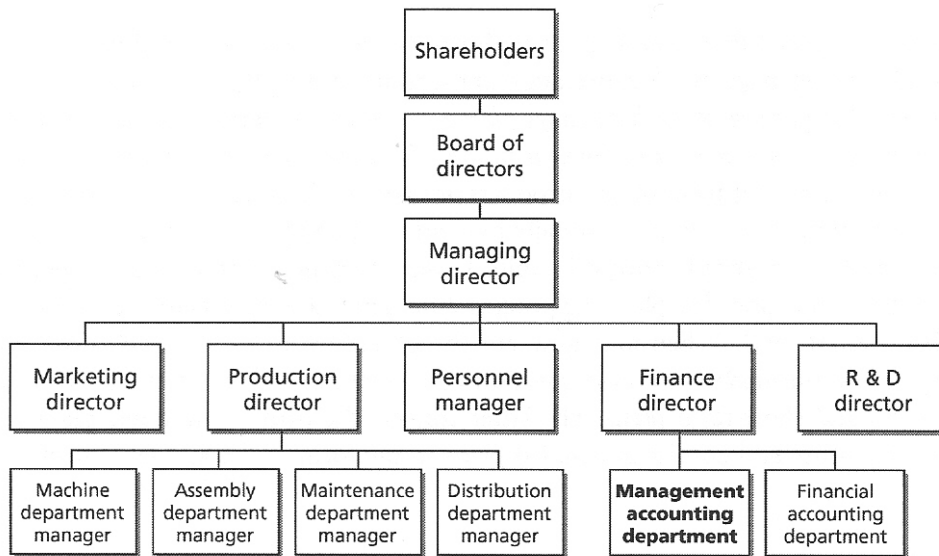 Shareholders
Board of
directors
Managing
director
Marketing
director
Production
director
Personnel
manager
Finance
director
R & D
director
Machine
department
manager
Assembly
department
manager
Maintenance
department
manager
Distribution
department
manager
Management
accounting
department
Financial
accounting
department